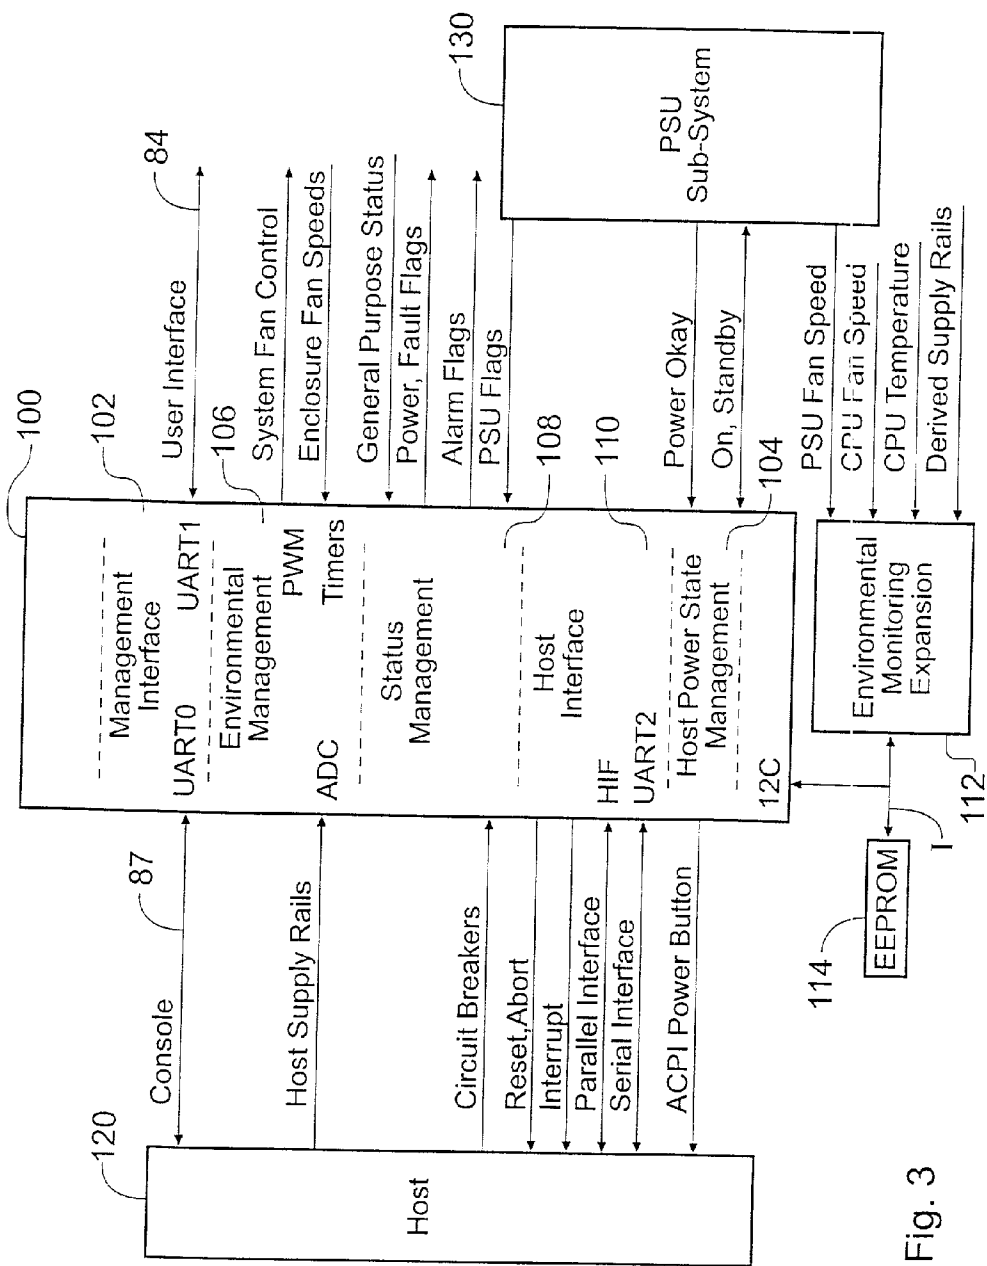 100
102
Management
Interface
UART0
UART1
Environmental
Management
106
PWM
ADC
Timers
Status
Management
108
Host
Interface
110
HIF
UART2
Host Power State
Management
104
12C
120
Host
Console
87
Host Supply Rails
Circuit Breakers
Reset,Abort
Interrupt
Parallel Interface
Serial Interface
ACPI Power Button
User Interface
84
System Fan Control
Enclosure Fan Speeds
General Purpose Status
Power, Fault Flags
Alarm Flags
PSU Flags
Power Okay
On, Standby
PSU Fan Speed
CPU Fan Speed
CPU Temperature
Derived Supply Rails
130
PSU
Sub-System
114
EEPROM
I
112
Environmental
Monitoring
Expansion
Fig. 3